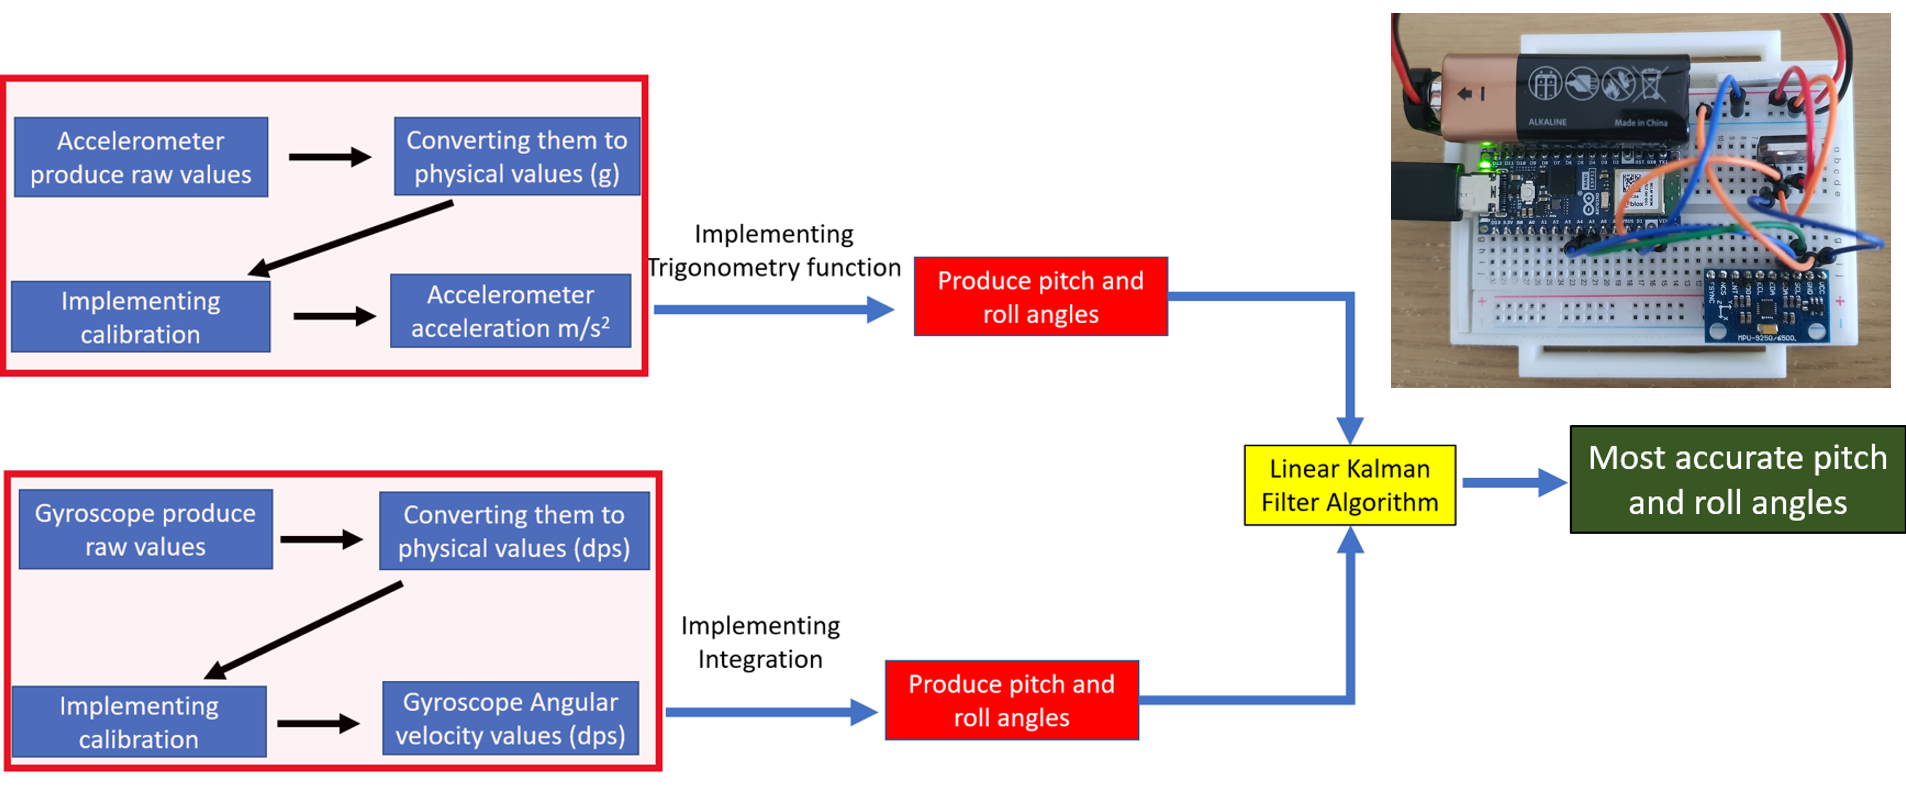 Accelerometer
produce raw values
Converting them to
physical values (g)
Implementing
calibration
Accelerometer
acceleration m/s²
Implementing
Trigonometry function
Produce pitch and
roll angles
Gyroscope produce
raw values
Converting them to
physical values (dps)
Implementing
calibration
Gyroscope Angular
velocity values (dps)
Implementing
Integration
Produce pitch and
roll angles
Linear Kalman
Filter Algorithm
Most accurate pitch
and roll angles
ALKALINE
Made in China
MPU-9250/6500